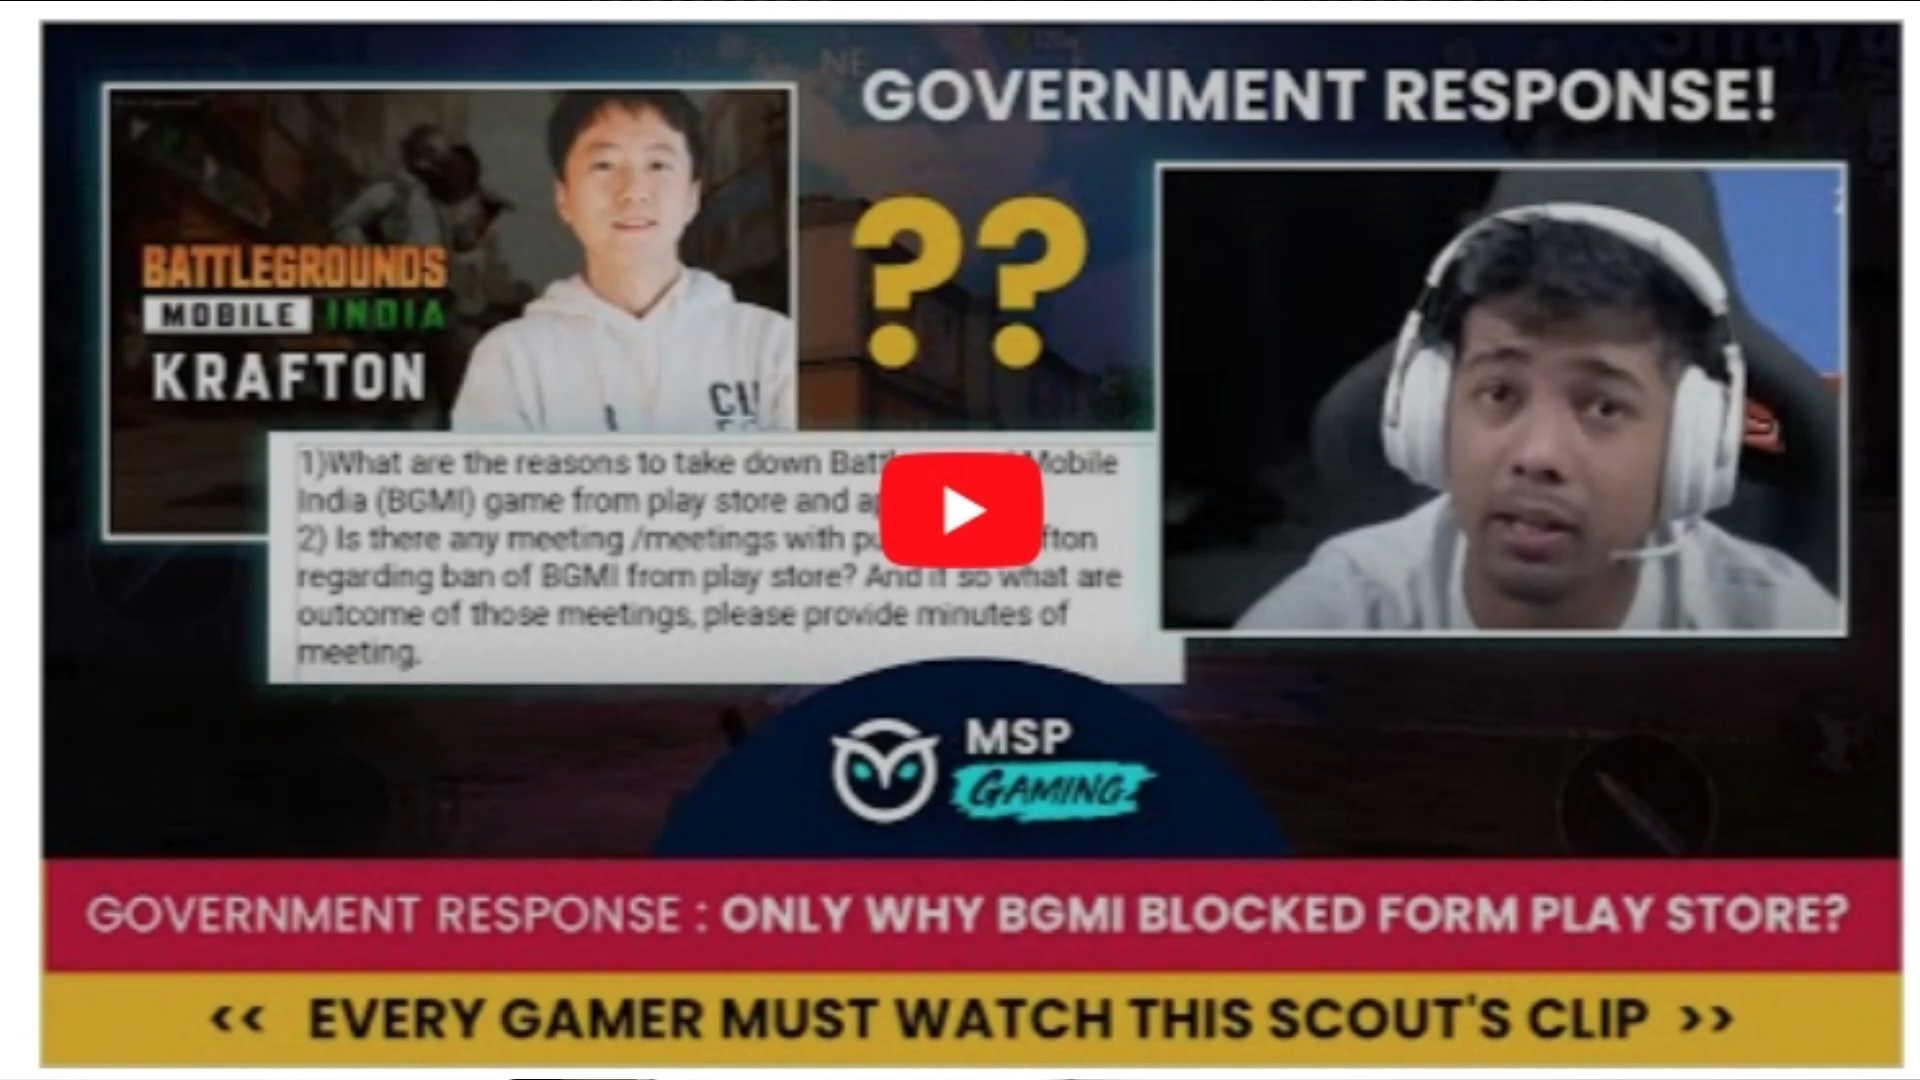 GOVERNMENT RESPONSE!
??
BATTLEGROUNDS
MOBILE INDIA
KRAFTON
1)What are the reasons to take down Mobile
India (BGMI) game from play store and
2) Is there any meeting /meetings with
regarding ban of BGMI from play store? And if so what are
outcome of those meetings, please provide minutes of
meeting.
MSP
GAMING
GOVERNMENT RESPONSE : ONLY WHY BGMI BLOCKED FORM PLAY STORE?
<< EVERY GAMER MUST WATCH THIS SCOUT'S CLIP >>